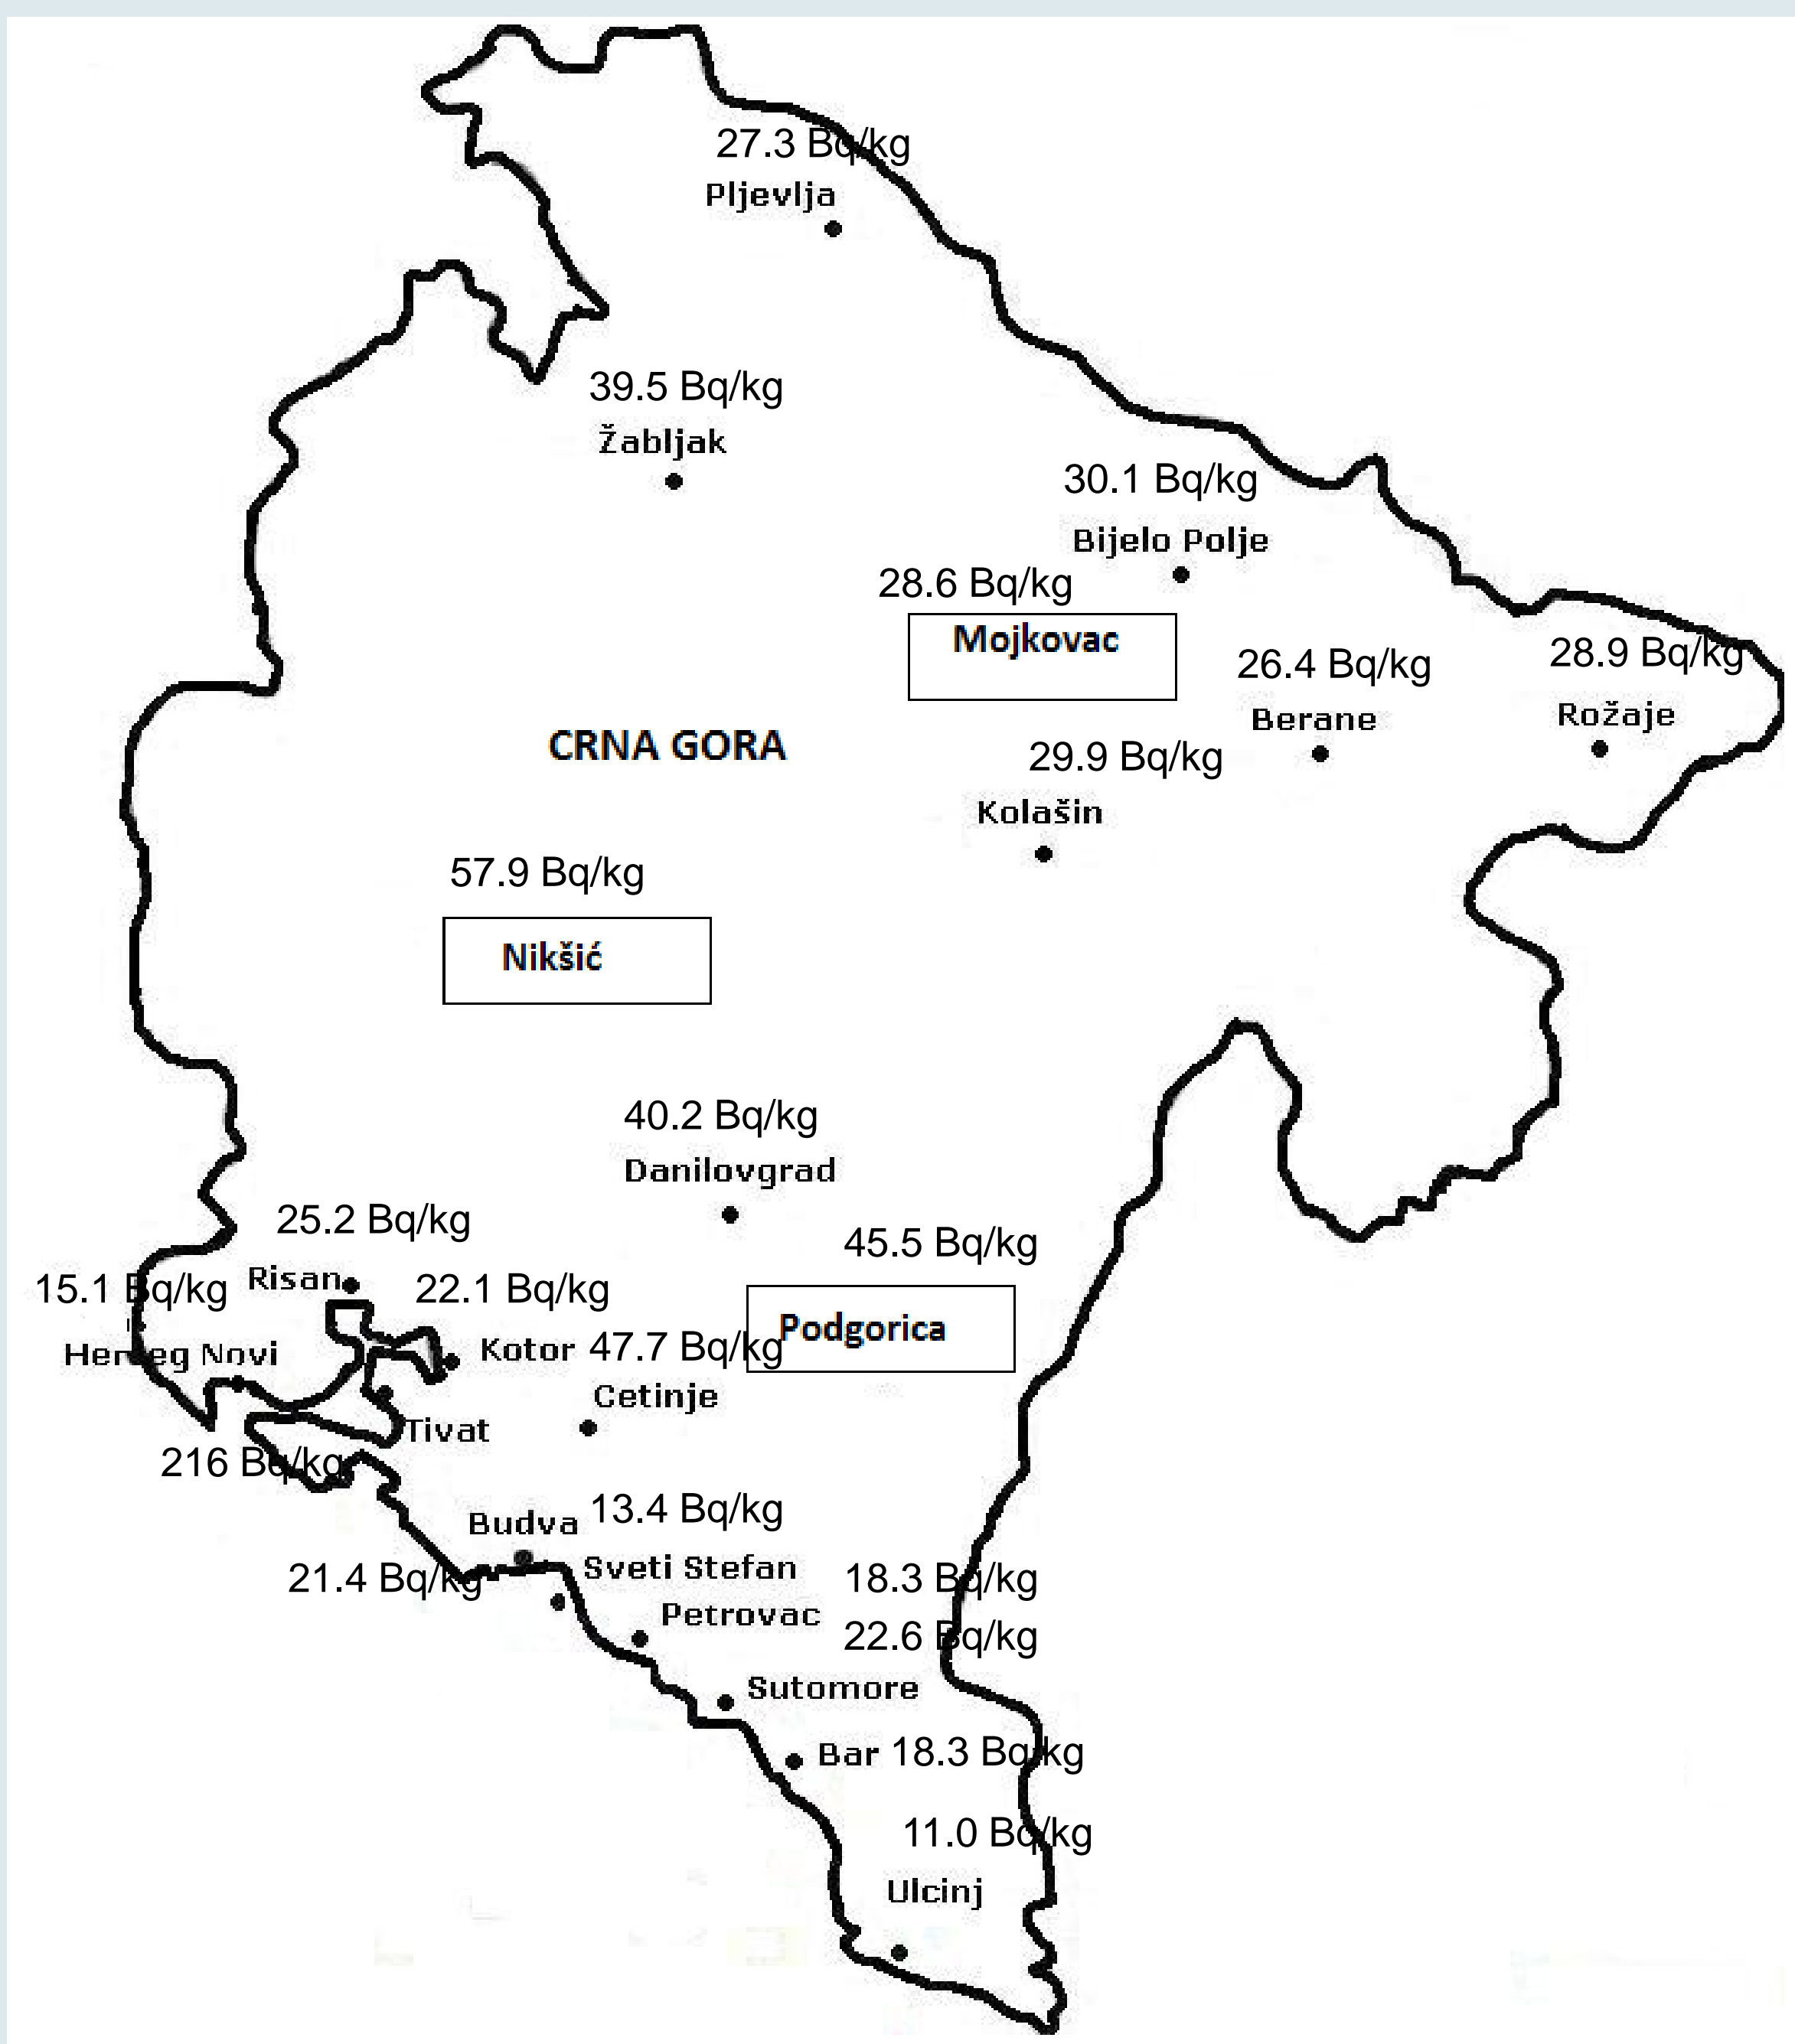 27.3 Bq/kg
Pljevlja
39.5 Bq/kg
Žabljak
30.1 Bq/kg
Bijelo Polje
28.6 Bq/kg
Mojkovac
26.4 Bq/kg
Berane
28.9 Bq/kg
Rožaje
CRNA GORA
29.9 Bq/kg
Kolašin
57.9 Bq/kg
Nikšić
40.2 Bq/kg
Danilovgrad
25.2 Bq/kg
Risan
45.5 Bq/kg
Podgorica
15.1 Bq/kg
Herceg Novi
22.1 Bq/kg
Kotor
47.7 Bq/kg
Cetinje
Tivat
216 Bq/kg
Budva
13.4 Bq/kg
Sveti Stefan
21.4 Bq/kg
18.3 Bq/kg
Petrovac
22.6 Bq/kg
Sutomore
Bar 18.3 Bq/kg
11.0 Bq/kg
Ulcinj